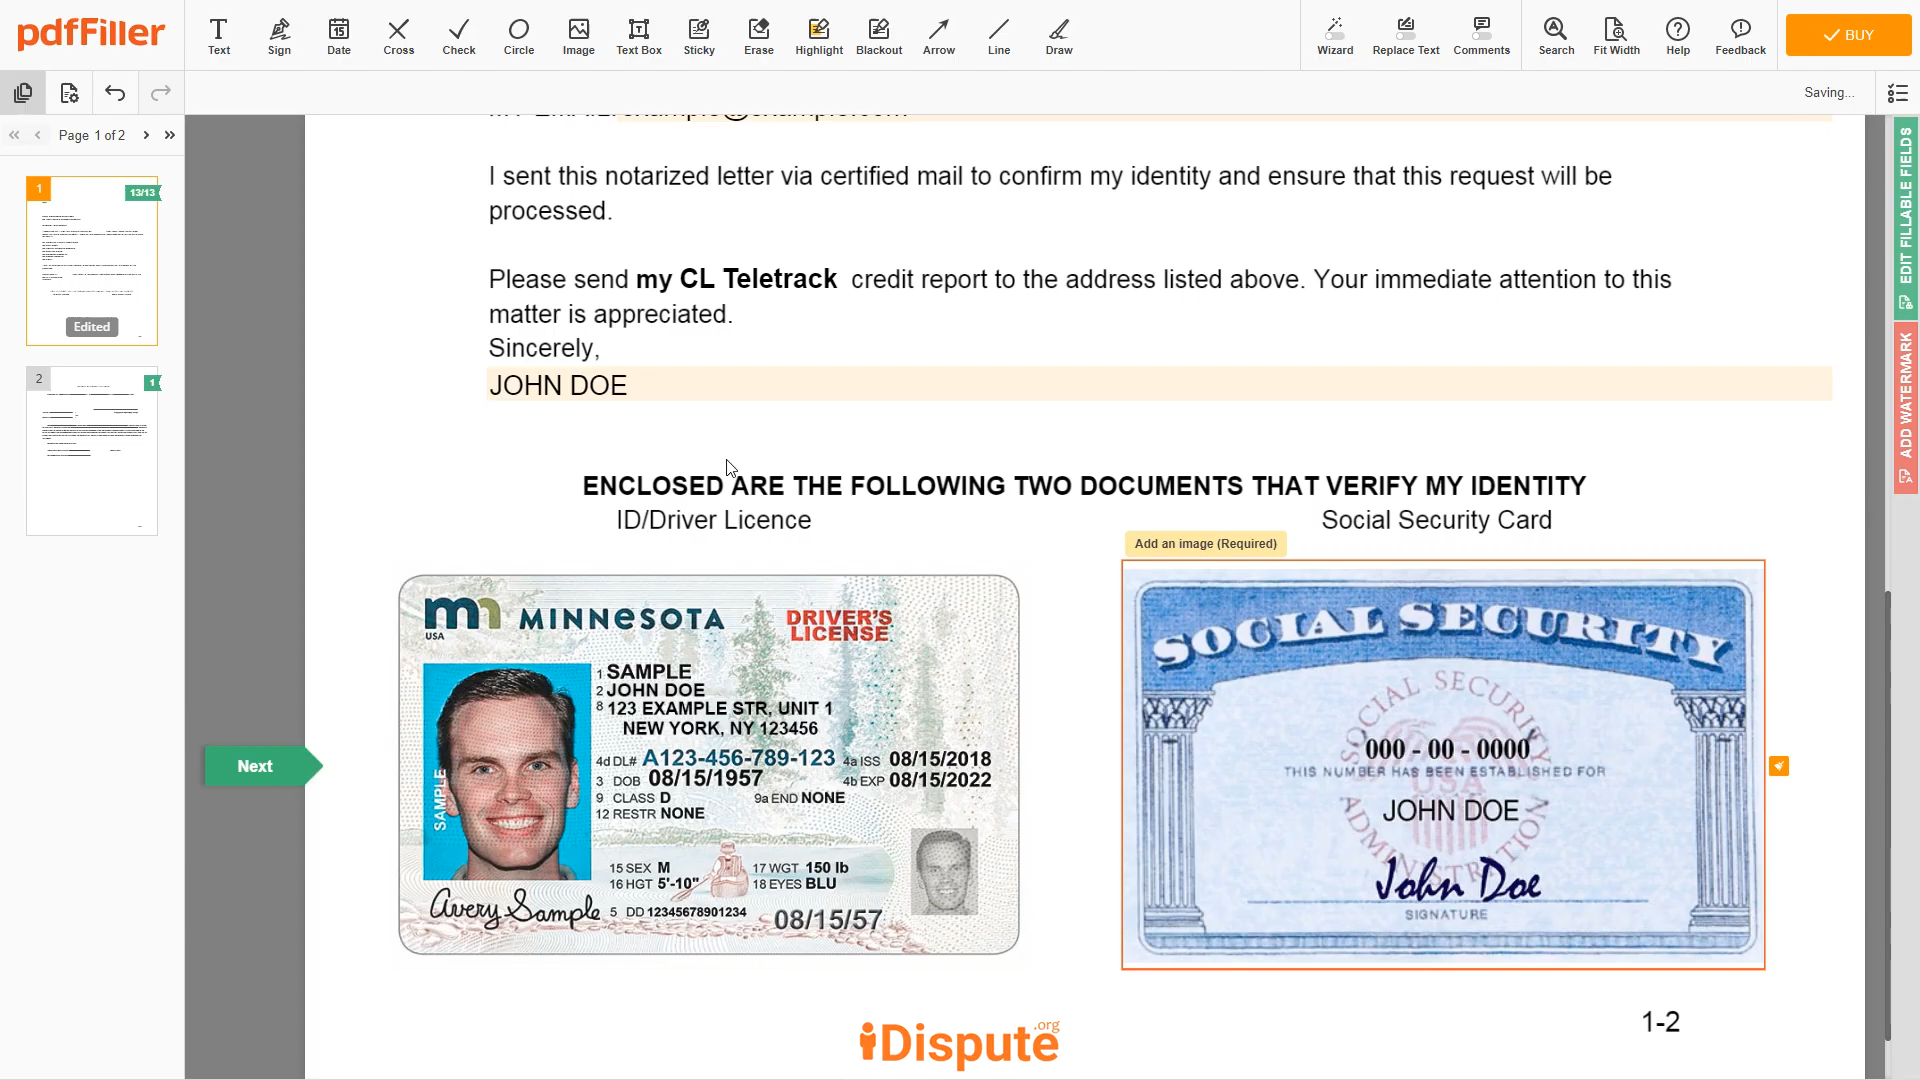 pdfFiller
Text
Sign
15
Date
Cross
Check
Circle
Image
Text Box
Sticky
Erase
Highlight
Blackout
Arrow
Line
Draw
Wizard
Replace Text
Comments
Search
Fit Width
Help
Feedback
BUY
Saving...
Page 1 of 2
1
13/13
Edited
2
1
EDIT FILLABLE FIELDS
ADD WATERMARK
I sent this notarized letter via certified mail to confirm my identity and ensure that this request will be
processed.
Please send my CL Teletrack credit report to the address listed above. Your immediate attention to this
matter is appreciated.
Sincerely,
JOHN DOE
ENCLOSED ARE THE FOLLOWING TWO DOCUMENTS THAT VERIFY MY IDENTITY
ID/Driver Licence
Social Security Card
Add an image (Required)
Next
mn USA
MINNESOTA
DRIVER'S
LICENSE
SAMPLE
1 SAMPLE
2 JOHN DOE
8 123 EXAMPLE STR, UNIT 1
NEW YORK, NY 123456
4d DL# A123-456-789-123 4a ISS 08/15/2018
3 DOB 08/15/1957 4b EXP 08/15/2022
9 CLASS D 9a END NONE
12 RESTR NONE
15 SEX M 17 WGT 150 lb
16 HGT 5'-10" 18 EYES BLU
Avery Sample
5 DD 12345678901234 08/15/57
SOCIAL SECURITY
SOCIAL SECURITY
ADMINISTRATION
USA
000 - 00 - 0000
THIS NUMBER HAS BEEN ESTABLISHED FOR
JOHN DOE
John Doe
SIGNATURE
1-2
iDispute.org